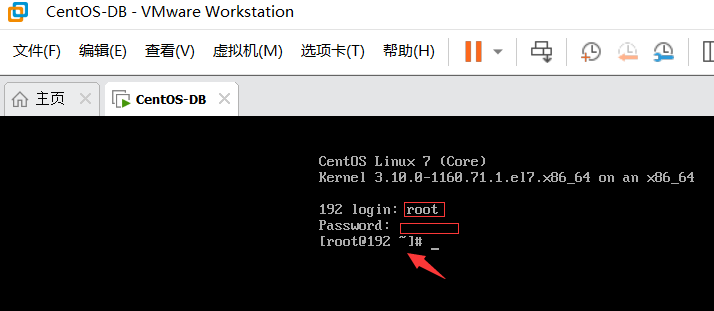 CentOS-DB - VMware Workstation
文件(F) 编辑(E) 查看(V) 虚拟机(M) 选项卡(T) 帮助(H)
主页 CentOS-DB
CentOS Linux 7 (Core)
Kernel 3.10.0-1160.71.1.el7.x86_64 on an x86_64
192 login: root
Password:
[root@192 ~]# _